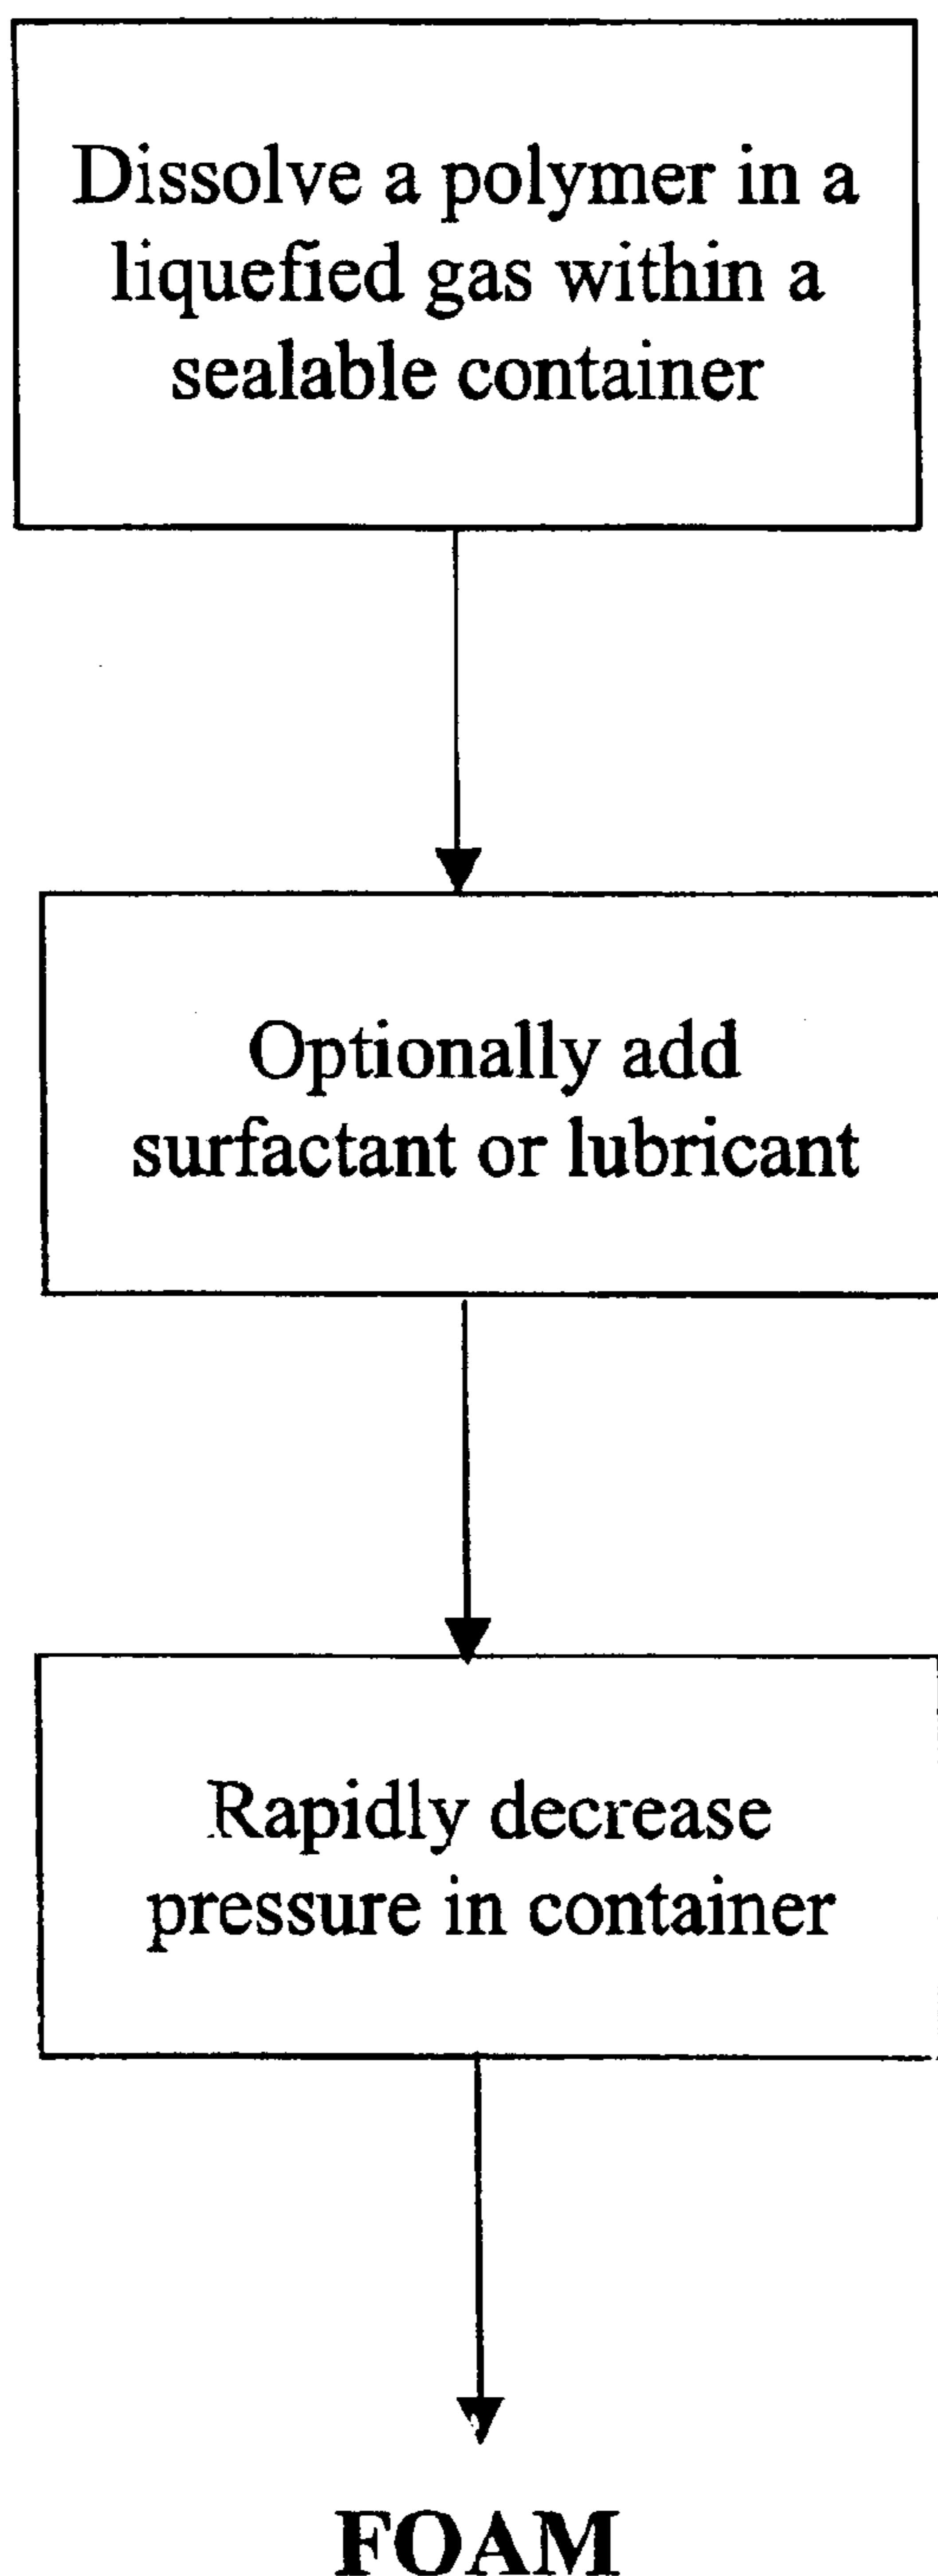 Dissolve a polymer in a
liquefied gas within a
sealable container
Optionally add
surfactant or lubricant
Rapidly decrease
pressure in container
FOAM